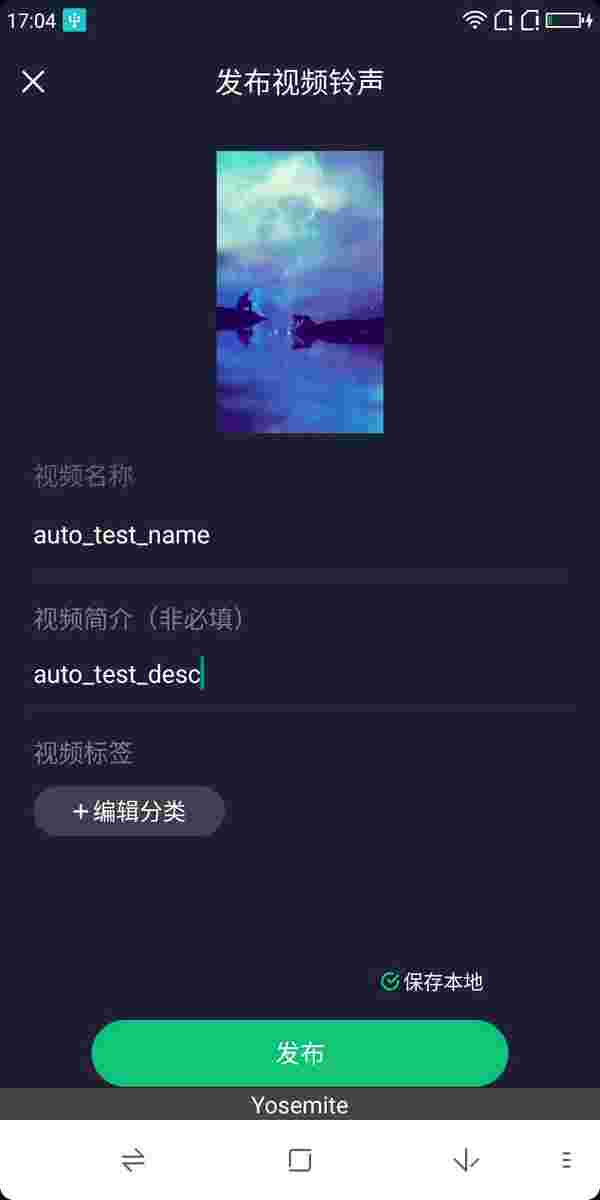 17:04
发布视频铃声
视频名称
auto_test_name
视频简介（非必填）
auto_test_desc
视频标签
+编辑分类
保存本地
发布
Yosemite